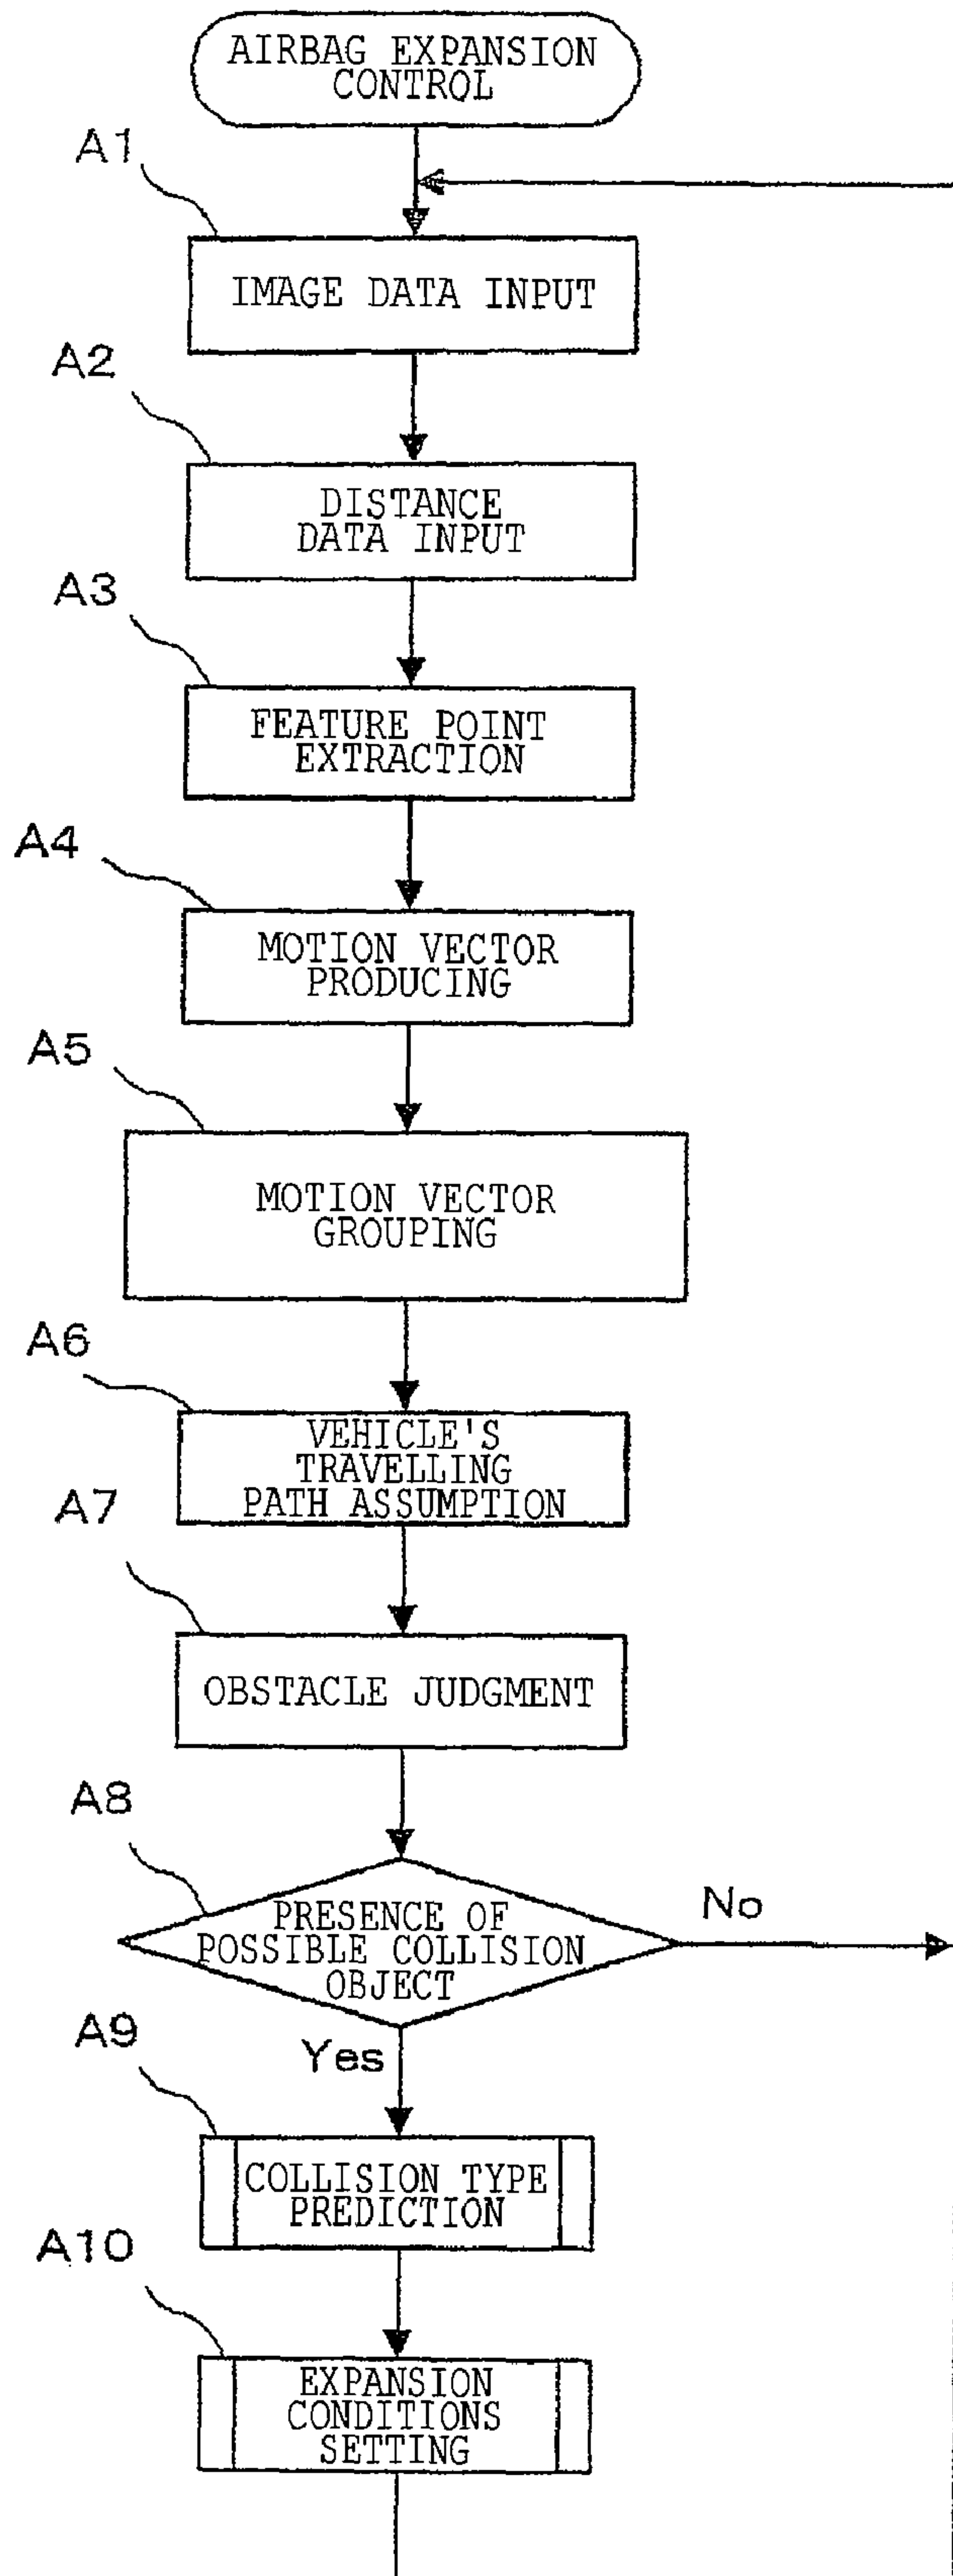 AIRBAG EXPANSION
CONTROL
A1
IMAGE DATA INPUT
A2
DISTANCE
DATA INPUT
A3
FEATURE POINT
EXTRACTION
A4
MOTION VECTOR
PRODUCING
A5
MOTION VECTOR
GROUPING
A6
VEHICLE'S
TRAVELLING
PATH ASSUMPTION
A7
OBSTACLE JUDGMENT
A8
PRESENCE OF
POSSIBLE COLLISION
OBJECT
No
Yes
A9
COLLISION TYPE
PREDICTION
A10
EXPANSION
CONDITIONS
SETTING